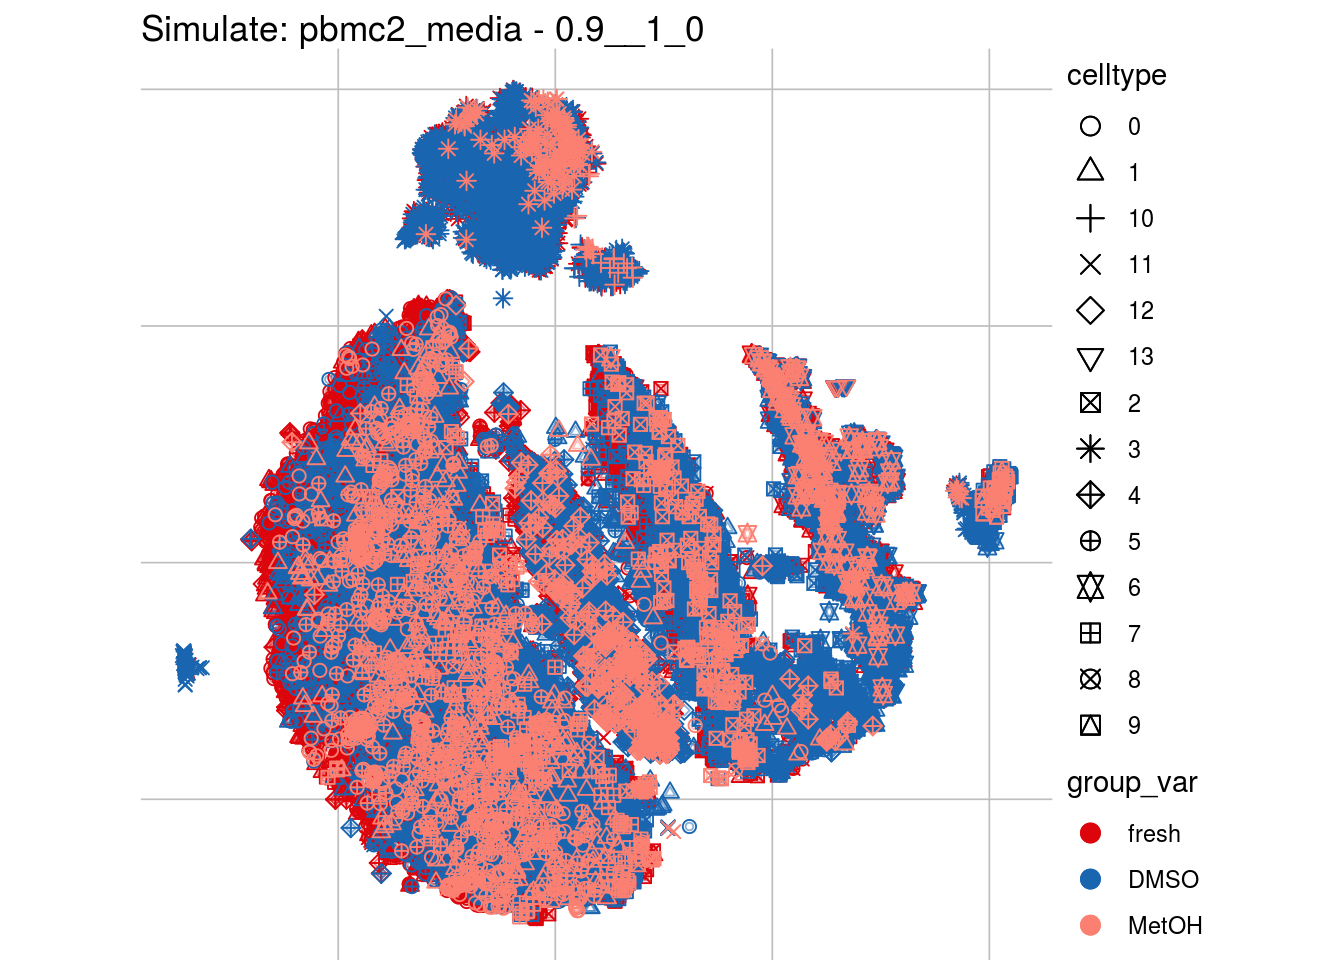 Simulate: pbmc2_media - 0.9__1_0
celltype
0
1
10
11
12
13
2
3
4
5
6
7
8
9
group_var
fresh
DMSO
MetOH